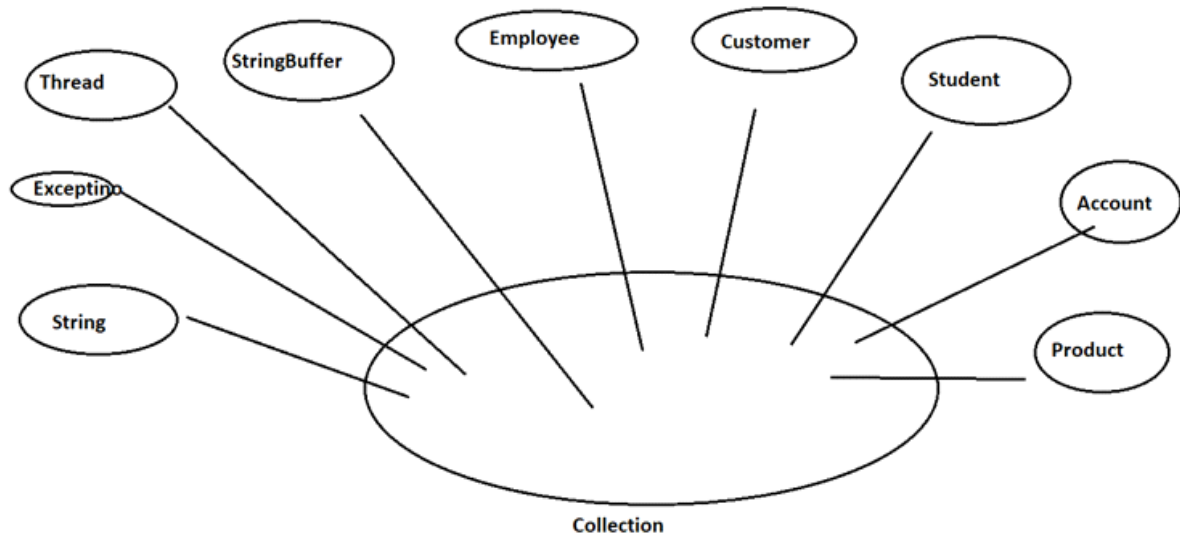 Employee
Customer
StringBuffer
Thread
Student
Exceptino
Account
String
Product
Collection